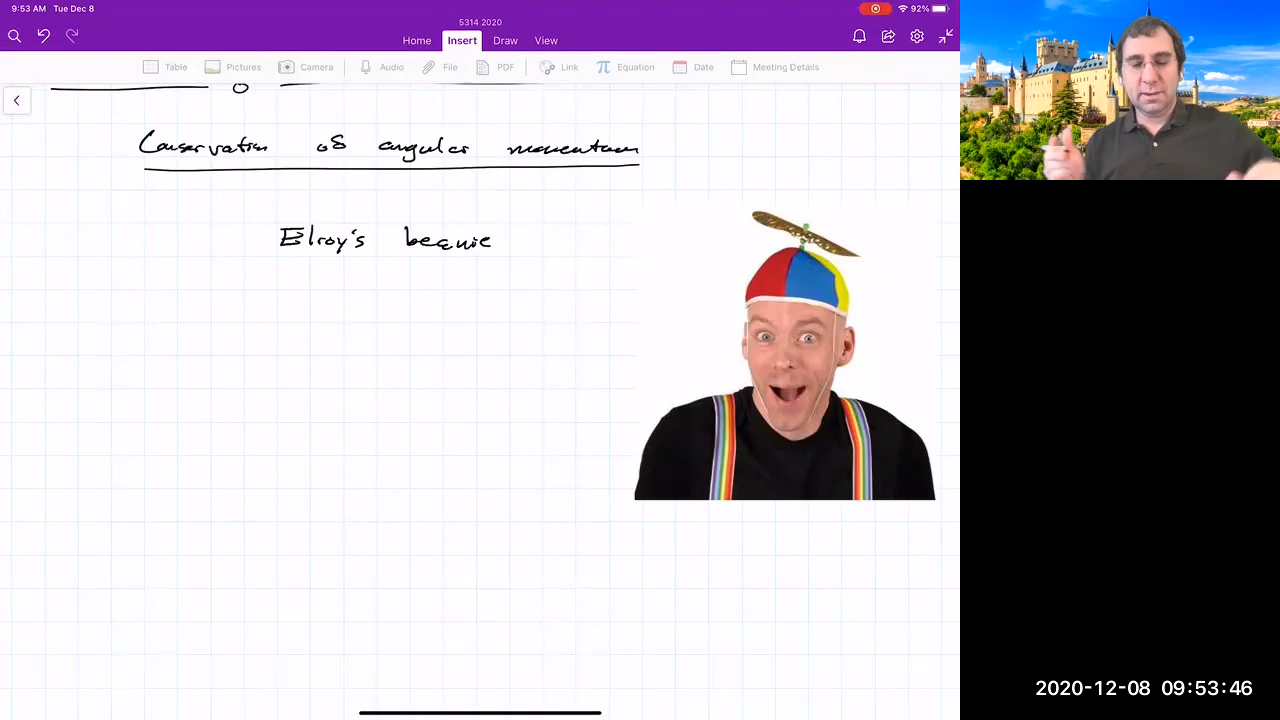 9:53 AM Tue Dec 8
92%
5314 2020
Home Insert Draw View
Table Pictures Camera Audio File PDF Link Equation Date Meeting Details
Conservation of angular momentum
Elroy's beanie
2020-12-08 09:53:46